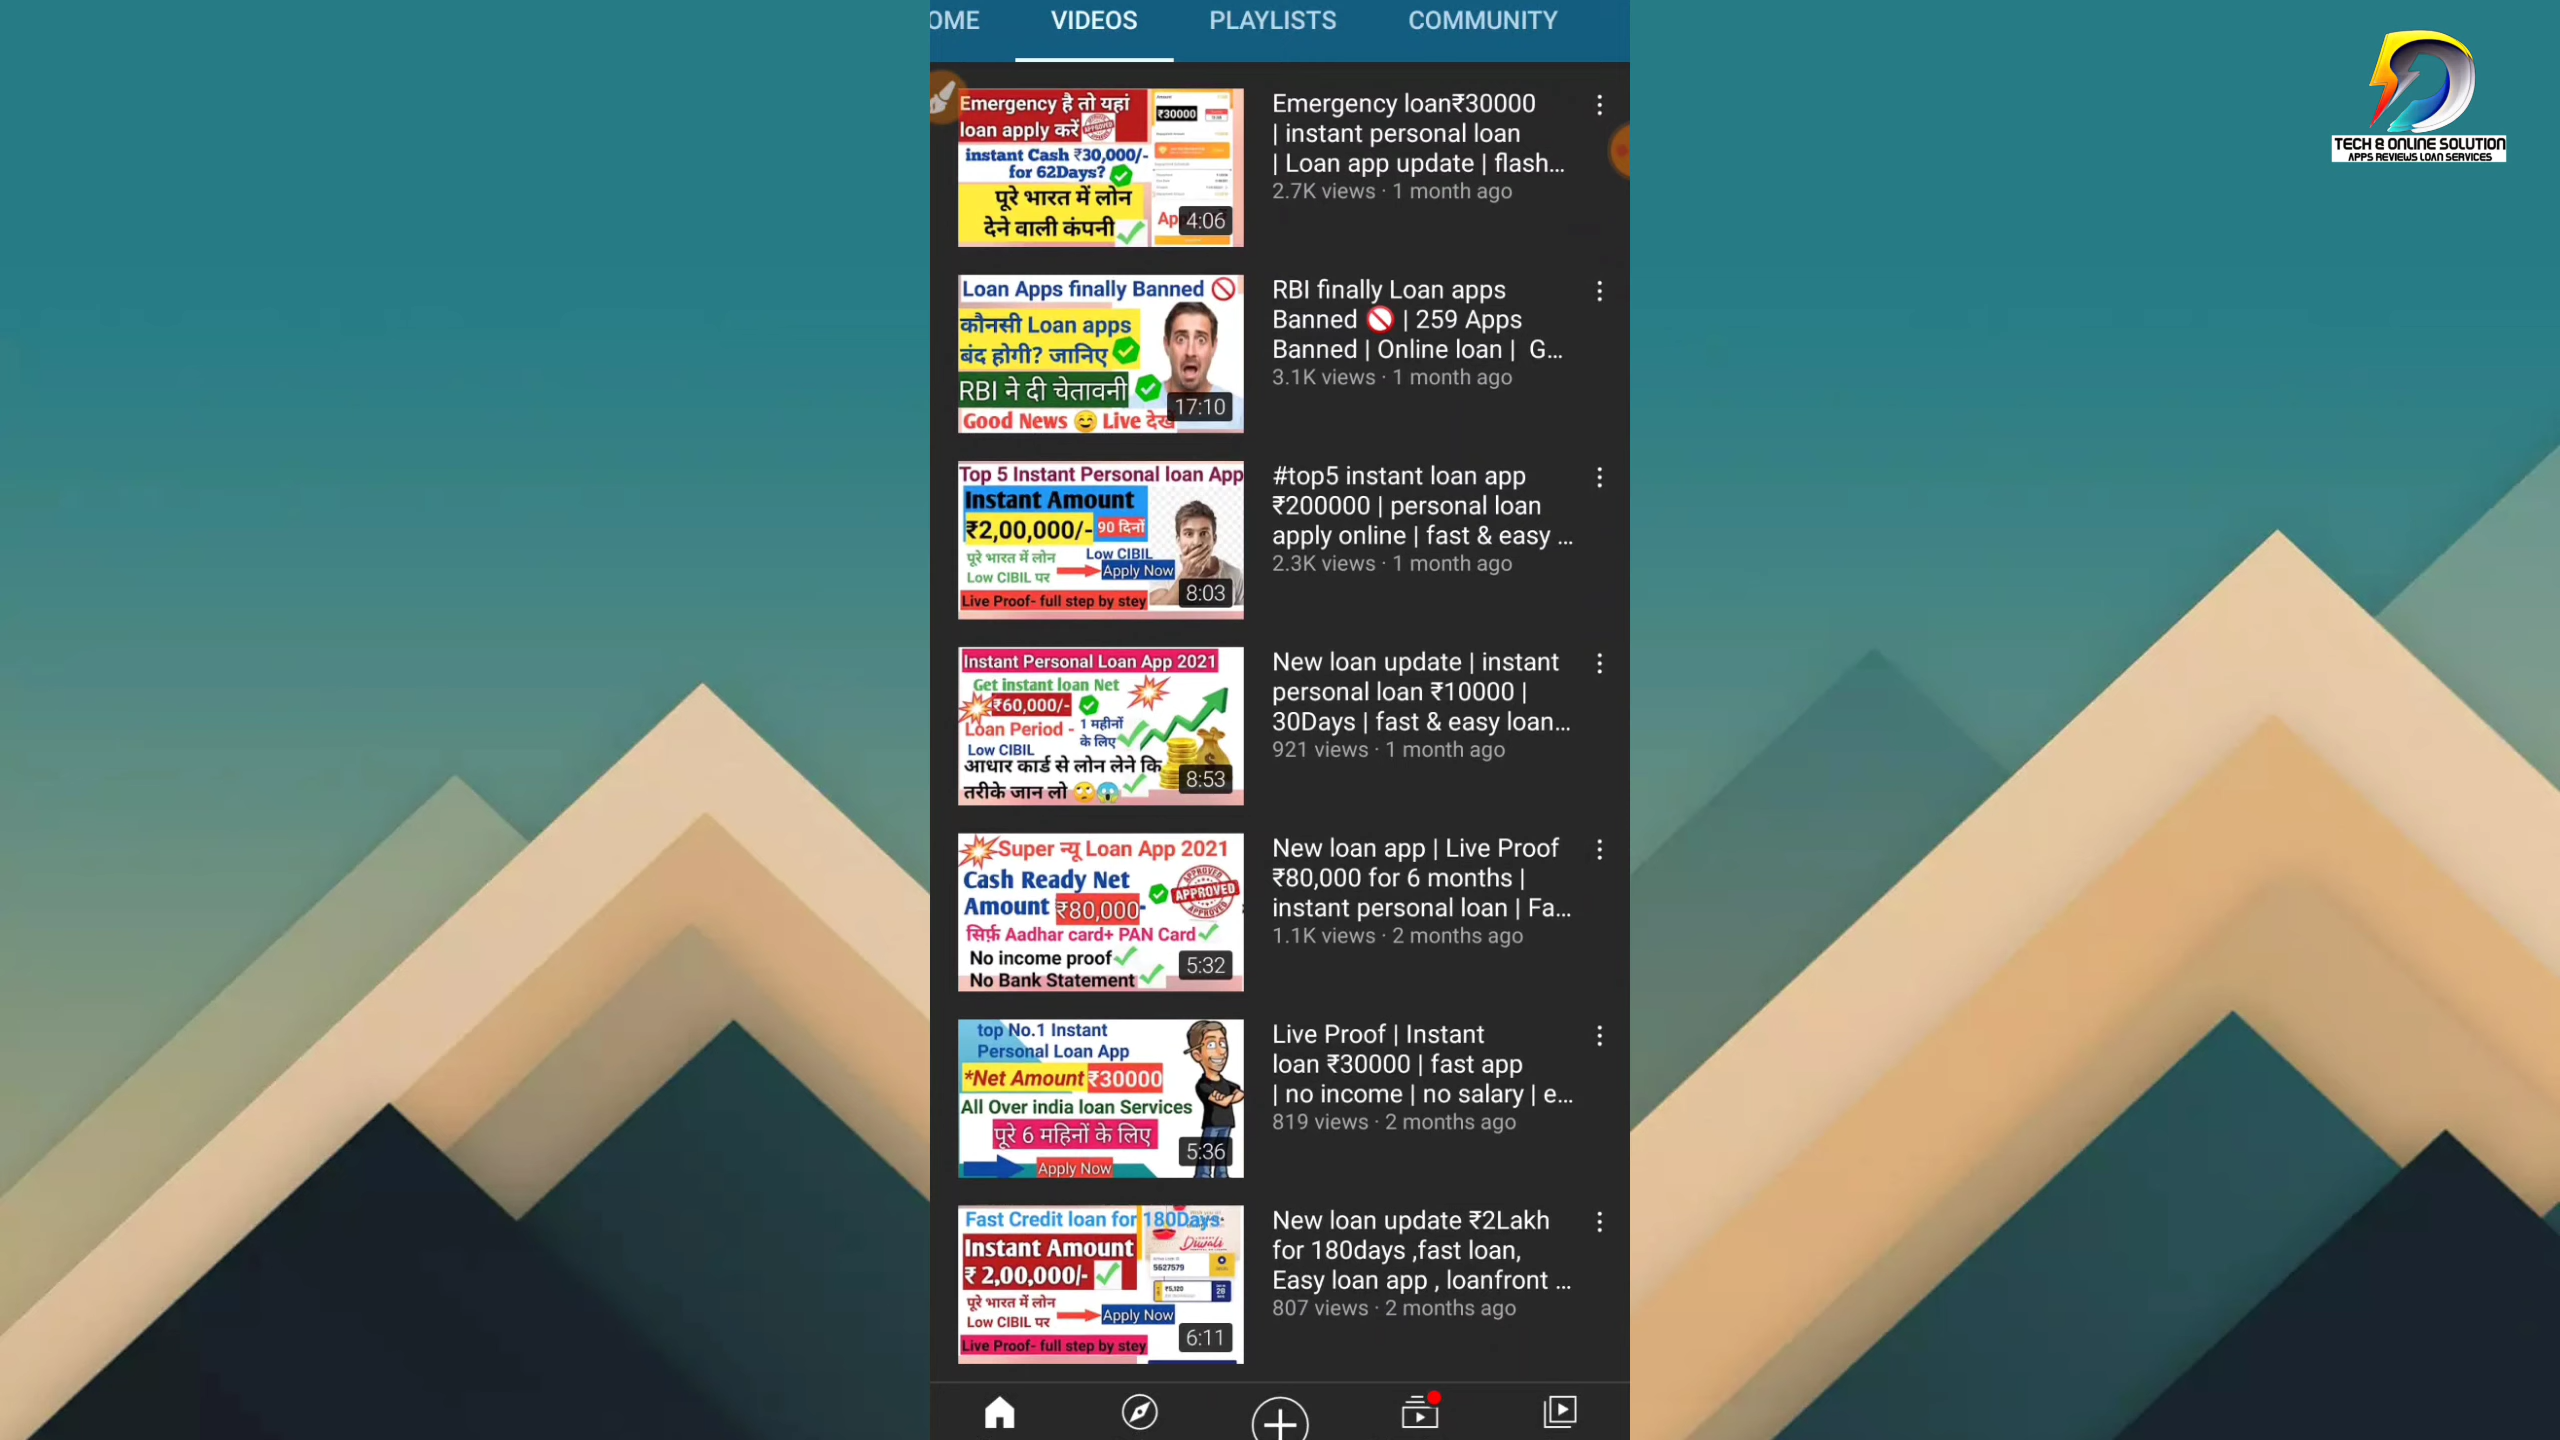 OME VIDEOS PLAYLISTS COMMUNITY
TECH & ONLINE SOLUTION
APPS REVIEWS LOAN SERVICES
Emergency है तो यहां
loan apply करें
APPROVED
instant Cash ₹30,000/-
for 62Days?
पूरे भारत में लोन
देने वाली कंपनी
₹30000
4:06
Emergency loan₹30000
| instant personal loan
| Loan app update | flash...
2.7K views · 1 month ago
Loan Apps finally Banned
कौनसी Loan apps
बंद होगी? जानिए
RBI ने दी चेतावनी
Good News Live देखें
17:10
RBI finally Loan apps
Banned 🚫 | 259 Apps
Banned | Online loan | G...
3.1K views · 1 month ago
Top 5 Instant Personal loan App
Instant Amount
₹2,00,000/- 90 दिनों
पूरे भारत में लोन
Low CIBIL
Low CIBIL पर
Apply Now
Live Proof- full step by stey
8:03
#top5 instant loan app
₹200000 | personal loan
apply online | fast & easy ...
2.3K views · 1 month ago
Instant Personal Loan App 2021
Get instant loan Net
₹60,000/-
Loan Period - 1 महीनों
के लिए
Low CIBIL
आधार कार्ड से लोन लेने कि
तरीके जान लो
8:53
New loan update | instant
personal loan ₹10000 |
30Days | fast & easy loan...
921 views · 1 month ago
Super न्यू Loan App 2021
Cash Ready Net
Amount ₹80,000-
APPROVED
सिर्फ़ Aadhar card+ PAN Card
No income proof
No Bank Statement
5:32
New loan app | Live Proof
₹80,000 for 6 months |
instant personal loan | Fa...
1.1K views · 2 months ago
top No.1 Instant
Personal Loan App
*Net Amount ₹30000
All Over india loan Services
पूरे 6 महिनों के लिए
Apply Now
5:36
Live Proof | Instant
loan ₹30000 | fast app
| no income | no salary | e...
819 views · 2 months ago
Fast Credit loan for 180Days
Instant Amount
₹ 2,00,000/-
Diwali
5627579
₹5,120
28
पूरे भारत में लोन
Low CIBIL पर
Apply Now
Live Proof- full step by stey
6:11
New loan update ₹2Lakh
for 180days ,fast loan,
Easy loan app , loanfront ...
807 views · 2 months ago